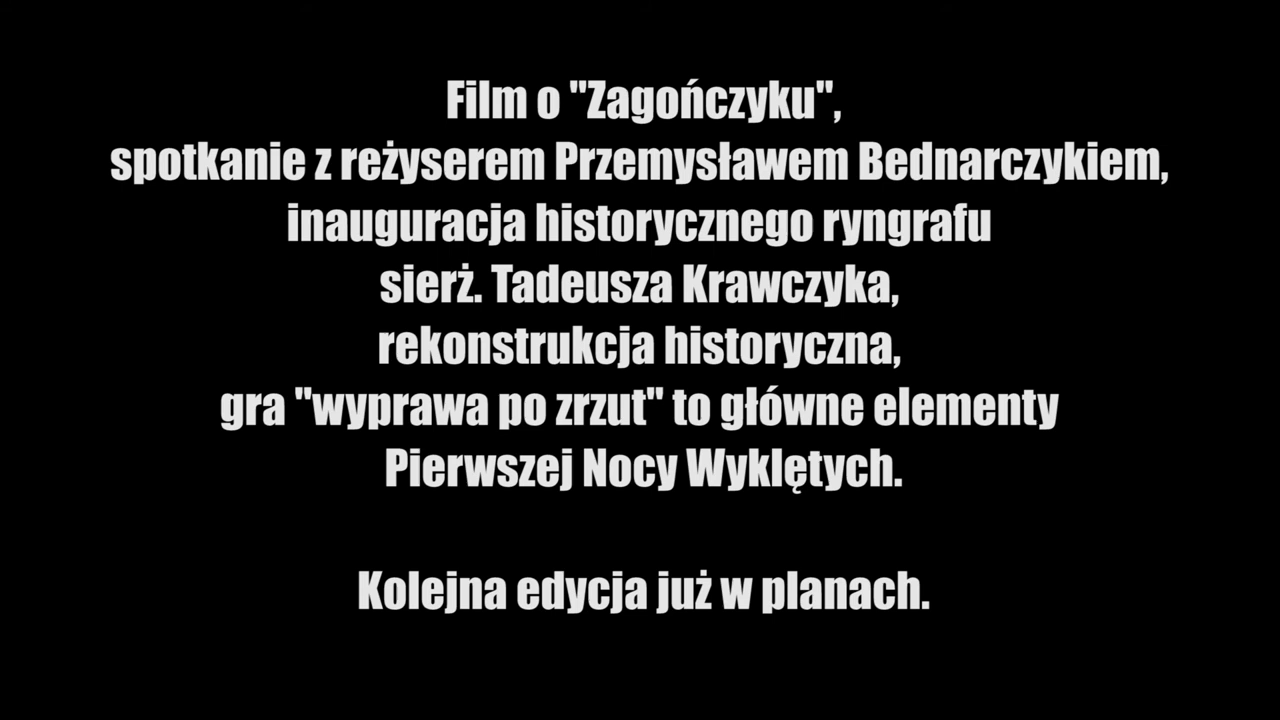 Film o "Zagończyku",
spotkanie z reżyserem Przemysławem Bednarczykiem,
inauguracja historycznego ryngrafu
sierż. Tadeusza Krawczyka,
rekonstrukcja historyczna,
gra "wyprawa po zrzut" to główne elementy
Pierwszej Nocy Wyklętych.
Kolejna edycja już w planach.